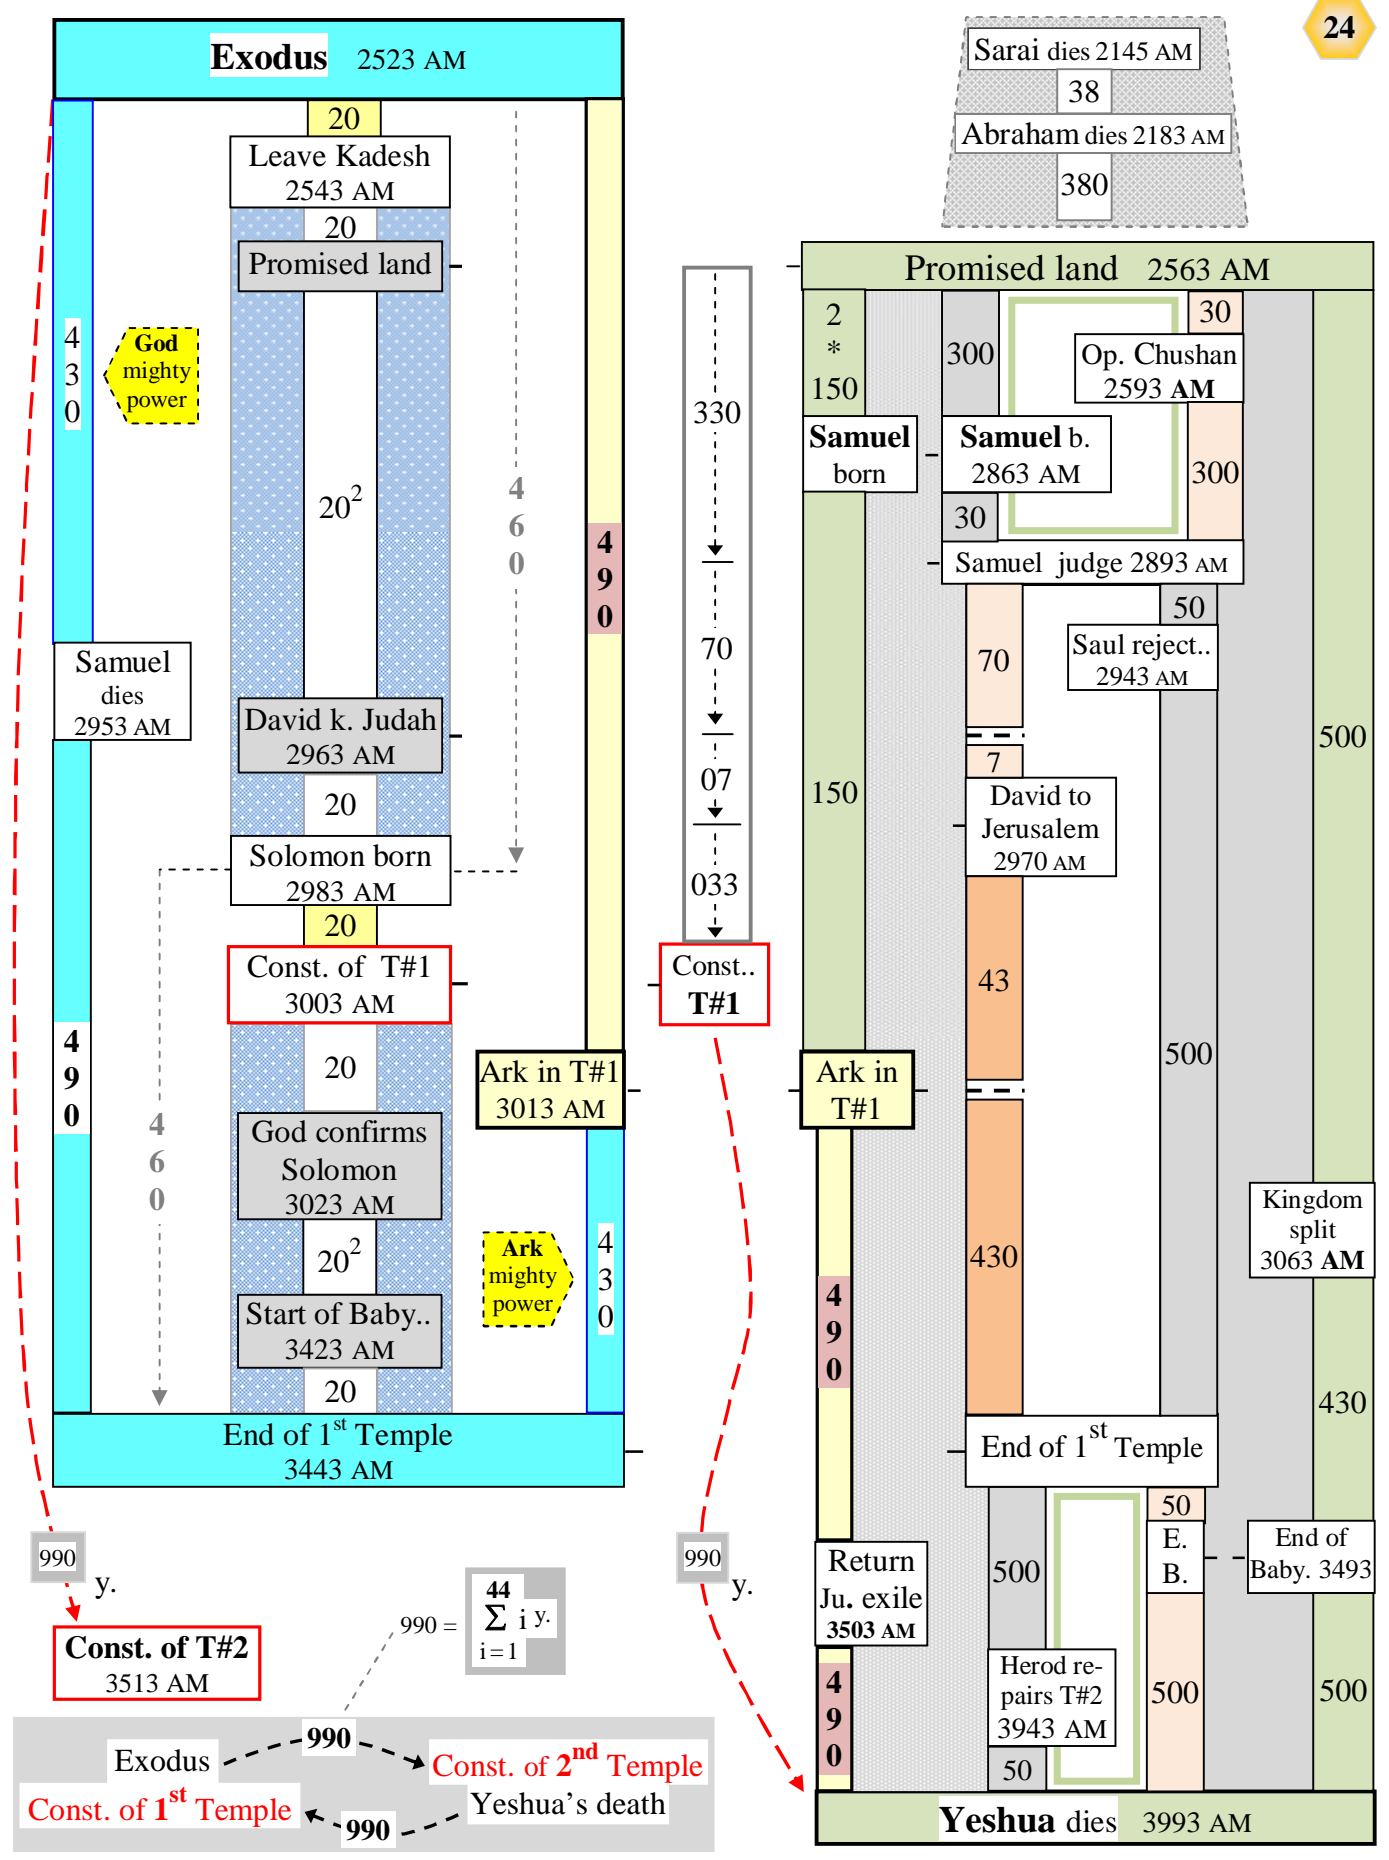 24
Exodus 2523 AM
20
Leave Kadesh
2543 AM
20
Promised land
4
3
0
God
mighty
power
20²
4
6
0
4
9
0
Samuel
dies
2953 AM
David k. Judah
2963 AM
20
Solomon born
2983 AM
20
Const. of T#1
3003 AM
20
4
9
0
4
6
0
Ark in T#1
3013 AM
God confirms
Solomon
3023 AM
20²
Ark
mighty
power
4
3
0
Start of Baby..
3423 AM
20
End of 1st Temple
3443 AM
990
y.
Const. of T#2
3513 AM
990 =
44
Σ i y.
i = 1
Exodus
990
Const. of 2nd Temple
Const. of 1st Temple
990
Yeshua's death
330
70
07
033
Const..
T#1
990
y.
Sarai dies 2145 AM
38
Abraham dies 2183 AM
380
Promised land 2563 AM
2
*
150
300
30
Op. Chushan
2593 AM
Samuel
born
Samuel b.
2863 AM
300
30
Samuel judge 2893 AM
70
50
Saul reject..
2943 AM
500
7
150
David to
Jerusalem
2970 AM
43
500
Ark in
T#1
Kingdom
split
3063 AM
430
4
9
0
430
End of 1st Temple
50
500
E.
B.
End of
Baby. 3493
Return
Ju. exile
3503 AM
Herod re-
pairs T#2
3943 AM
4
9
0
500
500
50
Yeshua dies 3993 AM